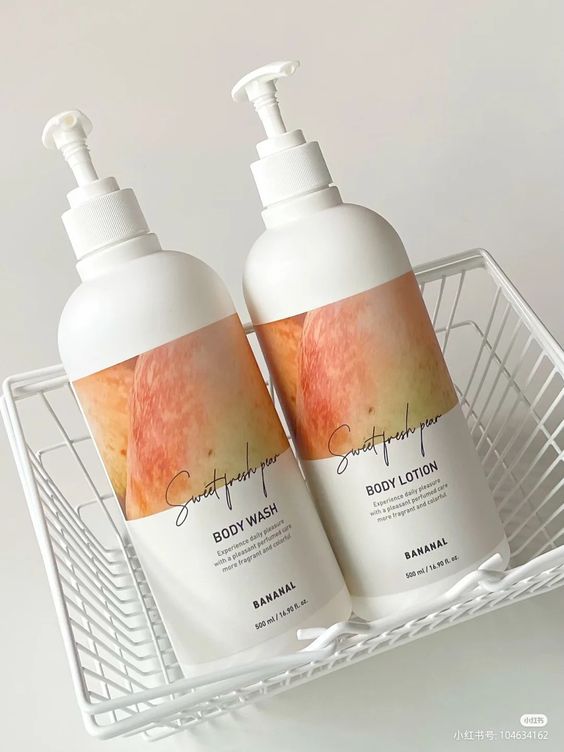 Sweet fresh pear
BODY WASH
Experience daily pleasure
with a pleasant perfumed care
more fragrant and colorful.
BANANAL
500 ml / 16.90 fl. oz.
Sweet fresh pear
BODY LOTION
Experience daily pleasure
with a pleasant perfumed care
more fragrant and colorful.
BANANAL
500 ml / 16.90 fl. oz.
小红书
小红书号: 104634162